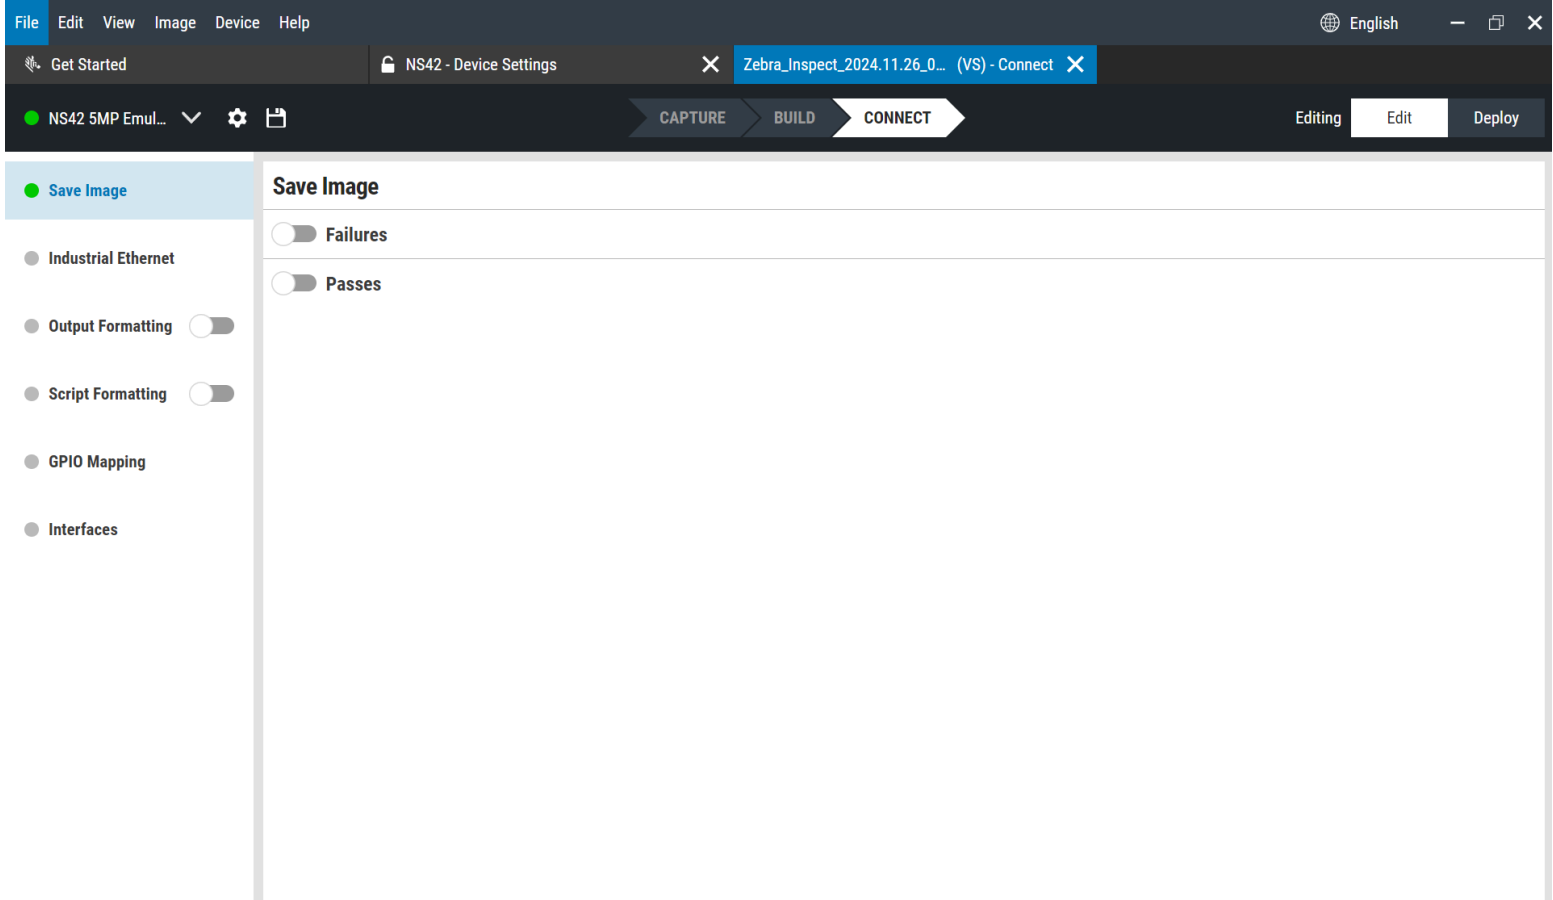 File Edit View Image Device Help English
Get Started NS42 - Device Settings Zebra_Inspect_2024.11.26_0... (VS) - Connect
NS42 5MP Emul... CAPTURE BUILD CONNECT Editing Edit Deploy
Save Image
Industrial Ethernet
Output Formatting
Script Formatting
GPIO Mapping
Interfaces
Save Image
Failures
Passes